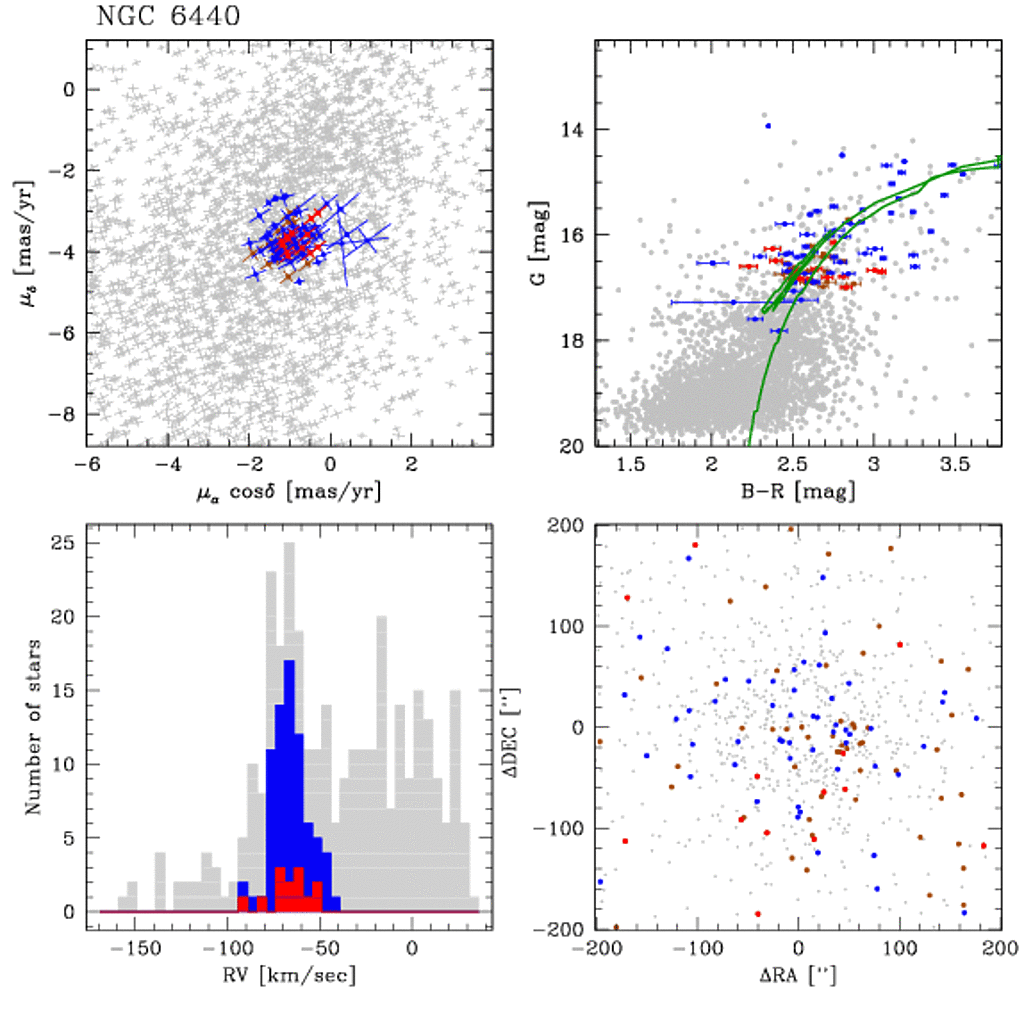 NGC 6440
0
−2
−4
−6
−8
μδ [mas/yr]
−6 −4 −2 0 2
μα cosδ [mas/yr]
14
16
18
20
G [mag]
1.5 2 2.5 3 3.5
B−R [mag]
25
20
15
10
5
0
Number of stars
−150 −100 −50 0
RV [km/sec]
200
100
0
−100
−200
ΔDEC [″]
−200 −100 0 100 200
ΔRA [″]